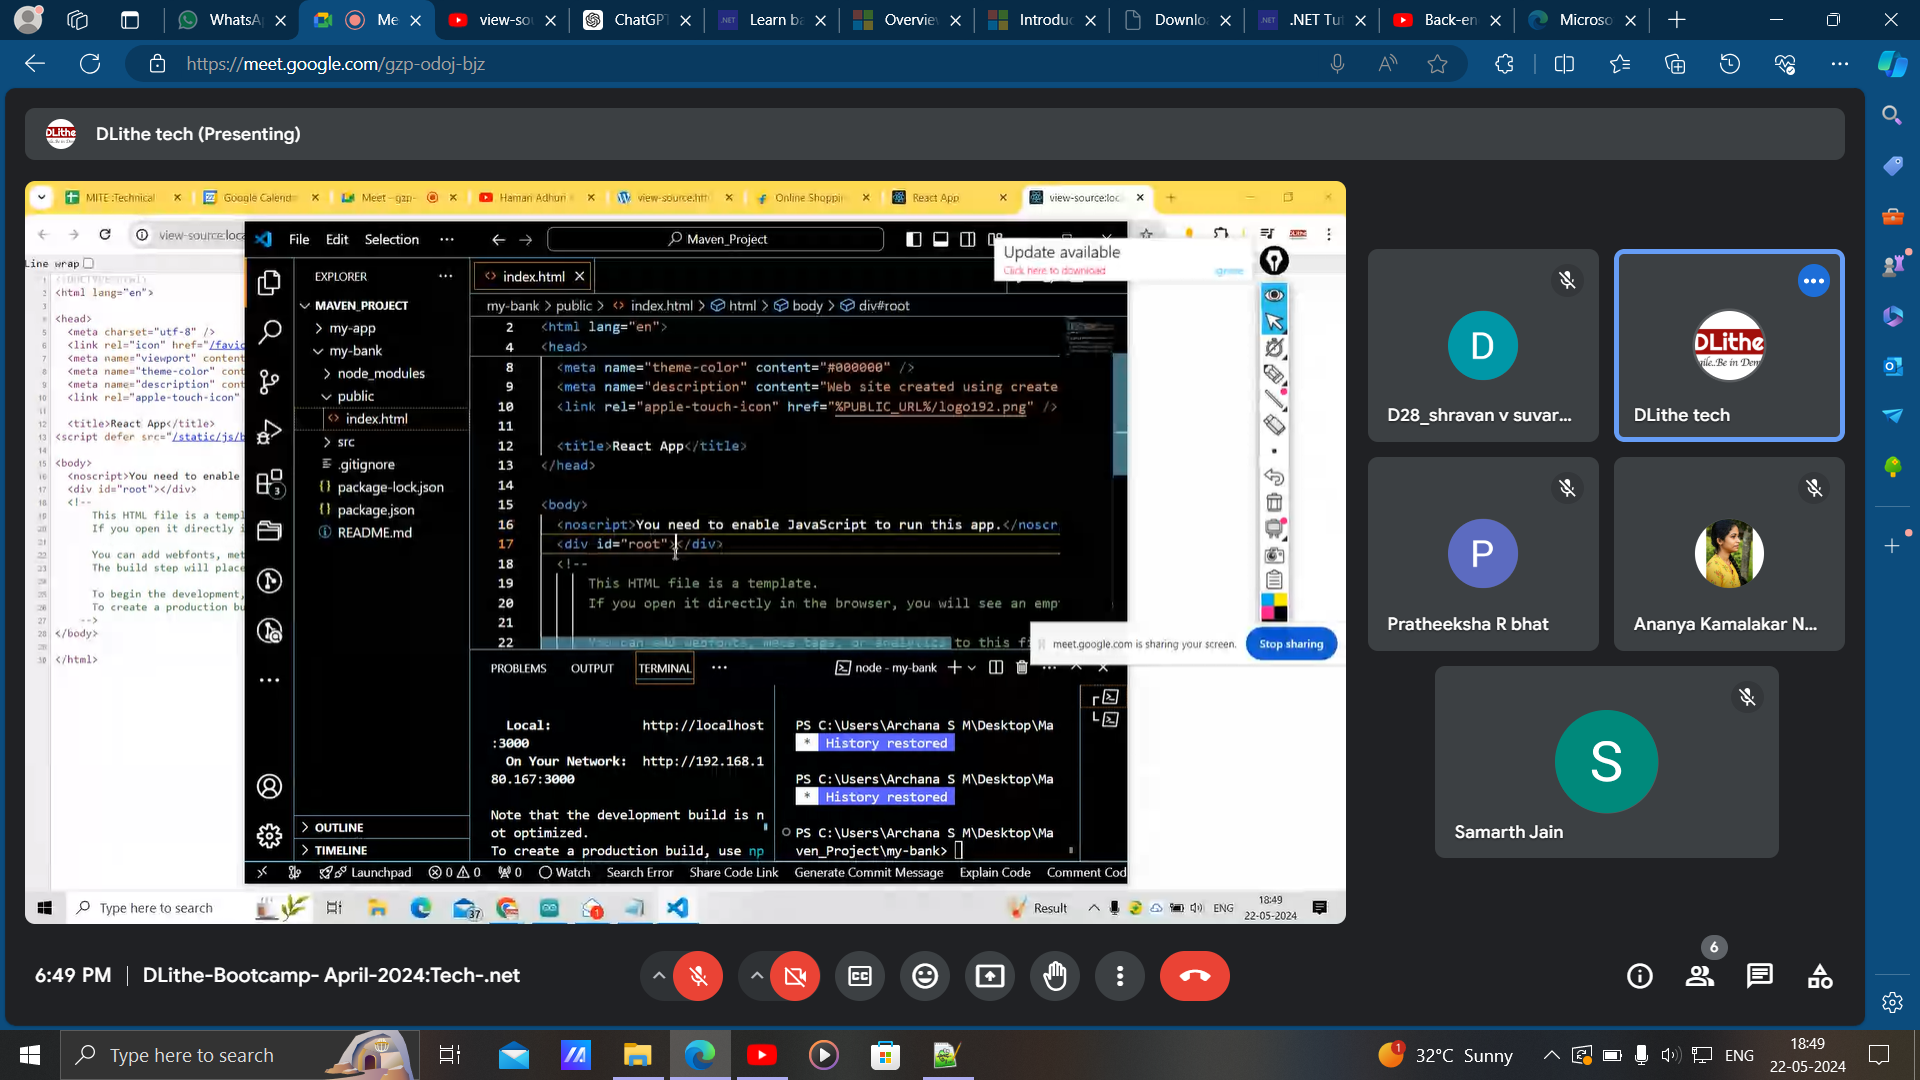 WhatsA
Me
view-so
ChatGP
Learn b
Overvie
Introduc
Downlo
.NET Tu
Back-en
Microso
https://meet.google.com/gzp-odoj-bjz
DLithe tech (Presenting)
MITE :Technical
Google Calend
Meet - gzp-
Hamari Adhuri
view-source:htt
Online Shoppi
React App
view-source:loc
view-source:loca
File Edit Selection
Maven_Project
Update available
Click here to download
ignore
Line wrap
<html lang="en">
<head>
<meta charset="utf-8" />
<link rel="icon" href="/favic
<meta name="viewport" content
<meta name="theme-color" cont
<meta name="description" cont
<link rel="apple-touch-icon"
<title>React App</title>
<script defer src="/static/js/b
<body>
<noscript>You need to enable
<div id="root"></div>
<!--
This HTML file is a templ
If you open it directly i
You can add webfonts, met
The build step will place
To begin the development,
To create a production bu
-->
</body>
</html>
EXPLORER
MAVEN_PROJECT
my-app
my-bank
node_modules
public
index.html
src
.gitignore
package-lock.json
package.json
README.md
OUTLINE
TIMELINE
3
index.html
my-bank > public > index.html > html > body > div#root
2 <html lang="en">
4 <head>
8 <meta name="theme-color" content="#000000" />
9 <meta name="description" content="Web site created using create
10 <link rel="apple-touch-icon" href="%PUBLIC_URL%/logo192.png" />
11
12 <title>React App</title>
13 </head>
14
15 <body>
16 <noscript>You need to enable JavaScript to run this app.</noscr
17 <div id="root"></div>
18 <!--
19 This HTML file is a template.
20 If you open it directly in the browser, you will see an emp
21
22 You can add webfonts, meta tags, or analytics to this fi
meet.google.com is sharing your screen.
Stop sharing
PROBLEMS OUTPUT TERMINAL
node - my-bank
Local: http://localhost
:3000
On Your Network: http://192.168.1
80.167:3000
Note that the development build is n
ot optimized.
To create a production build, use np
PS C:\Users\Archana S M\Desktop\Ma
* History restored
PS C:\Users\Archana S M\Desktop\Ma
* History restored
PS C:\Users\Archana S M\Desktop\Ma
ven_Project\my-bank>
Launchpad 0 0 0 Watch Search Error Share Code Link Generate Commit Message Explain Code Comment Cod
Type here to search
37
1
Result
ENG
18:49
22-05-2024
D
D28_shravan v suvar...
DLithe
DLithe tech
P
Pratheeksha R bhat
Ananya Kamalakar N...
S
Samarth Jain
6:49 PM
DLithe-Bootcamp- April-2024:Tech-.net
6
Type here to search
1
32°C Sunny
ENG
18:49
22-05-2024